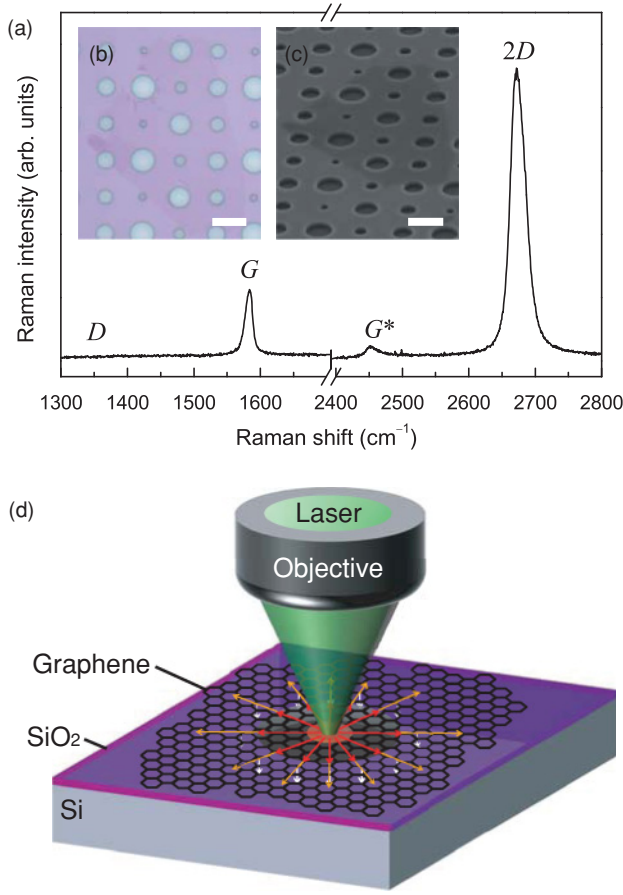 (a)
(b)
(c)
2D
G
D
G*
Raman intensity (arb. units)
1300 1400 1500 1600 2400 2500 2600 2700 2800
Raman shift (cm⁻¹)
(d)
Laser
Objective
Graphene
SiO₂
Si